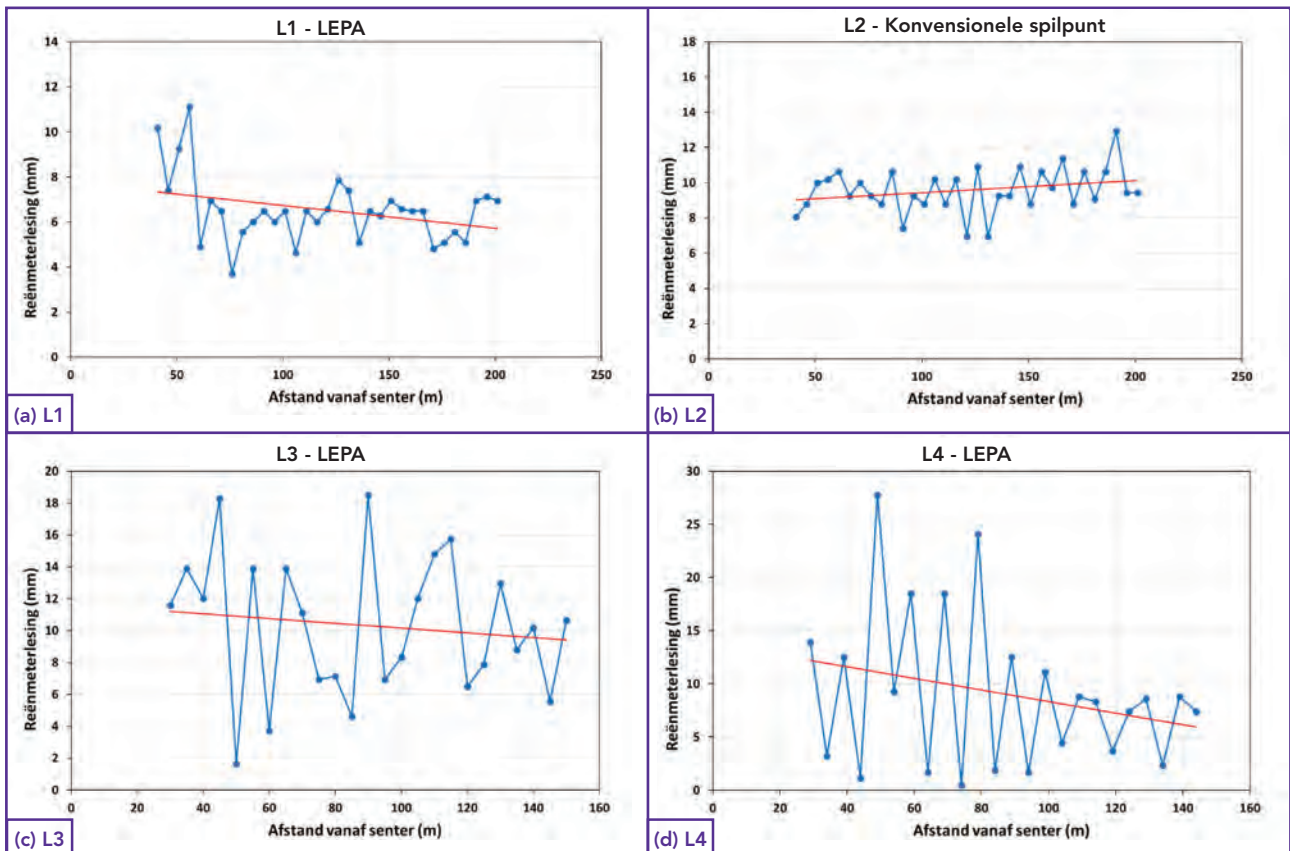 L1 - LEPA
Reënmeterlesing (mm)
14
12
10
8
6
4
2
0
0 50 100 150 200 250
Afstand vanaf senter (m)
(a) L1
L2 - Konvensionele spilpunt
Reënmeterlesing (mm)
18
16
14
12
10
8
6
4
2
0
0 50 100 150 200 250
Afstand vanaf senter (m)
(b) L2
L3 - LEPA
Reënmeterlesing (mm)
20
18
16
14
12
10
8
6
4
2
0
0 20 40 60 80 100 120 140 160
Afstand vanaf senter (m)
(c) L3
L4 - LEPA
Reënmeterlesing (mm)
30
25
20
15
10
5
0
0 20 40 60 80 100 120 140 160
Afstand vanaf senter (m)
(d) L4